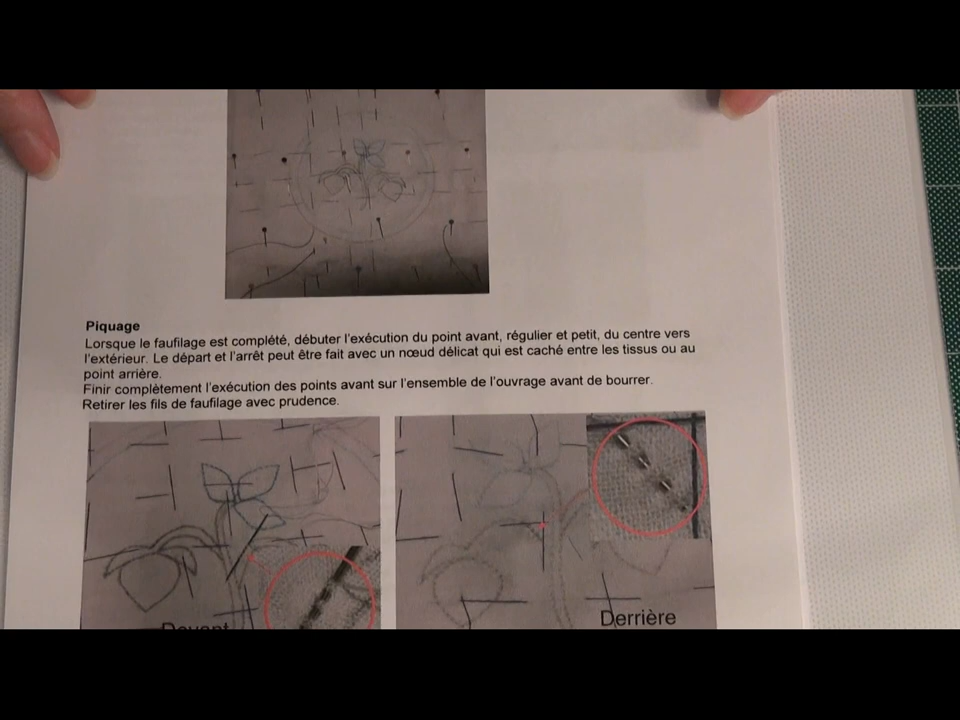 Piquage
Lorsque le faufilage est complété, débuter l'exécution du point avant, régulier et petit, du centre vers
l'extérieur. Le départ et l'arrêt peut être fait avec un nœud délicat qui est caché entre les tissus ou au
point arrière.
Finir complètement l'exécution des points avant sur l'ensemble de l'ouvrage avant de bourrer.
Retirer les fils de faufilage avec prudence.
Devant
Derrière